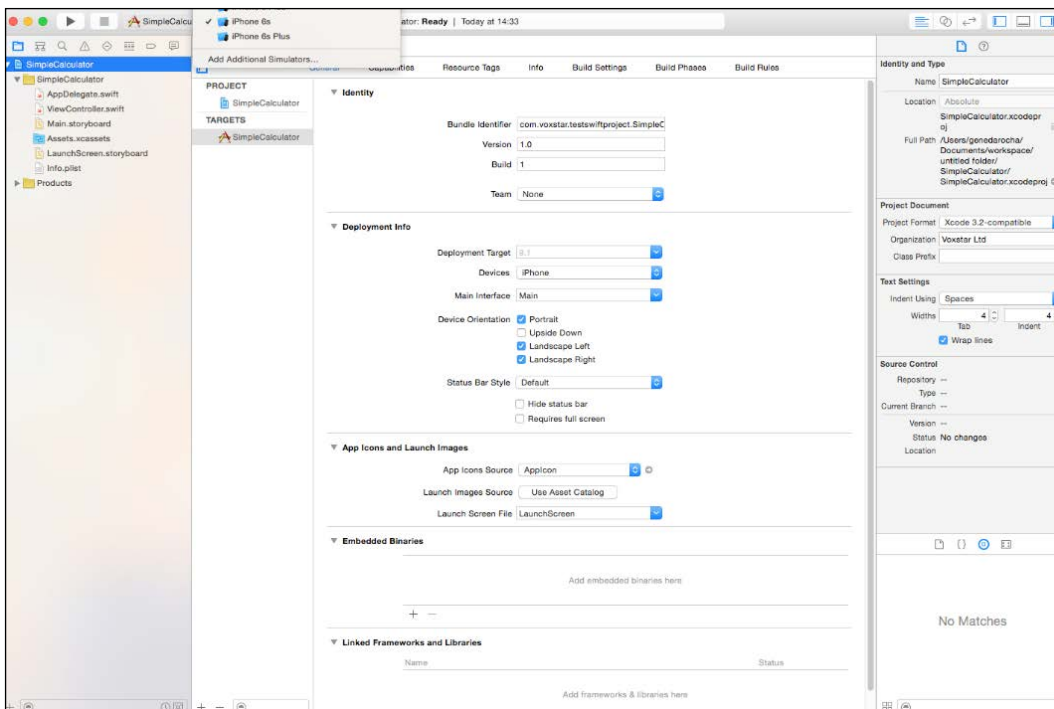 SimpleCalcu
iPhone 6s
iPhone 6s Plus
Add Additional Simulators...
ator: Ready | Today at 14:33
SimpleCalculator
SimpleCalculator
AppDelegate.swift
ViewController.swift
Main.storyboard
Assets.xcassets
LaunchScreen.storyboard
Info.plist
Products
General Capabilities Resource Tags Info Build Settings Build Phases Build Rules
PROJECT
SimpleCalculator
TARGETS
SimpleCalculator
Identity
Bundle Identifier com.voxstar.testswiftproject.SimpleC
Version 1.0
Build 1
Team None
Deployment Info
Deployment Target 9.1
Devices iPhone
Main Interface Main
Device Orientation Portrait
Upside Down
Landscape Left
Landscape Right
Status Bar Style Default
Hide status bar
Requires full screen
App Icons and Launch Images
App Icons Source AppIcon
Launch Images Source Use Asset Catalog
Launch Screen File LaunchScreen
Embedded Binaries
Add embedded binaries here
Linked Frameworks and Libraries
Name Status
Add frameworks & libraries here
Identity and Type
Name SimpleCalculator
Location Absolute
SimpleCalculator.xcodepr
oj
Full Path /Users/genedarocha/
Documents/workspace/
untitled folder/
SimpleCalculator/
SimpleCalculator.xcodeproj
Project Document
Project Format Xcode 3.2-compatible
Organization Voxstar Ltd
Class Prefix
Text Settings
Indent Using Spaces
Widths 4 4
Tab Indent
Wrap lines
Source Control
Repository --
Type --
Current Branch --
Version --
Status No changes
Location
No Matches